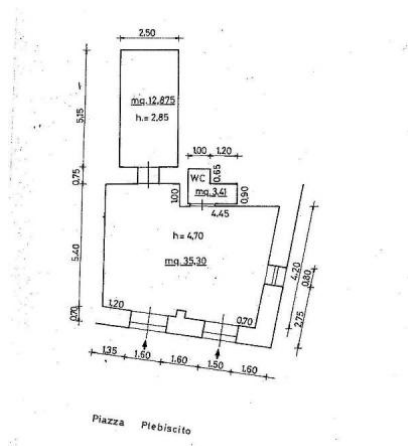 2.50
mq.12,875
h.= 2,85
5,15
1.00 1.20
WC
0.65
mq.3,41
0.90
0,75
1.00
4.45
h= 4,70
mq.35,30
5,40
4.20
0.80
2.75
1.20
0,70
0.70
1.35 1.60 1.60 1.50 1.60
Piazza Plebiscito